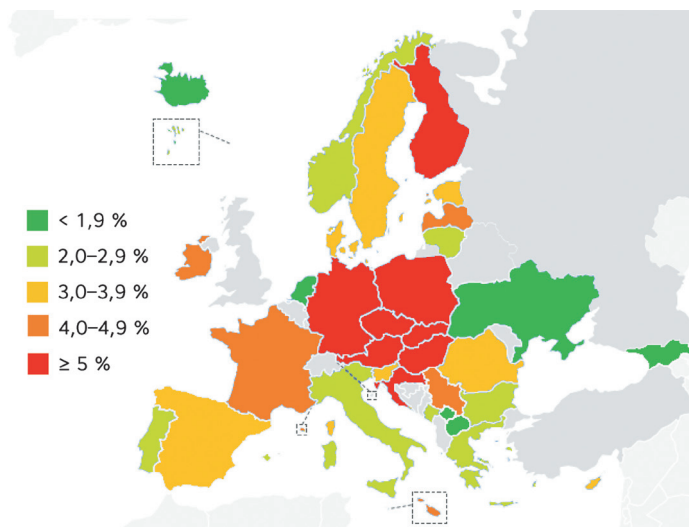 < 1,9 %
2,0–2,9 %
3,0–3,9 %
4,0–4,9 %
≥ 5 %